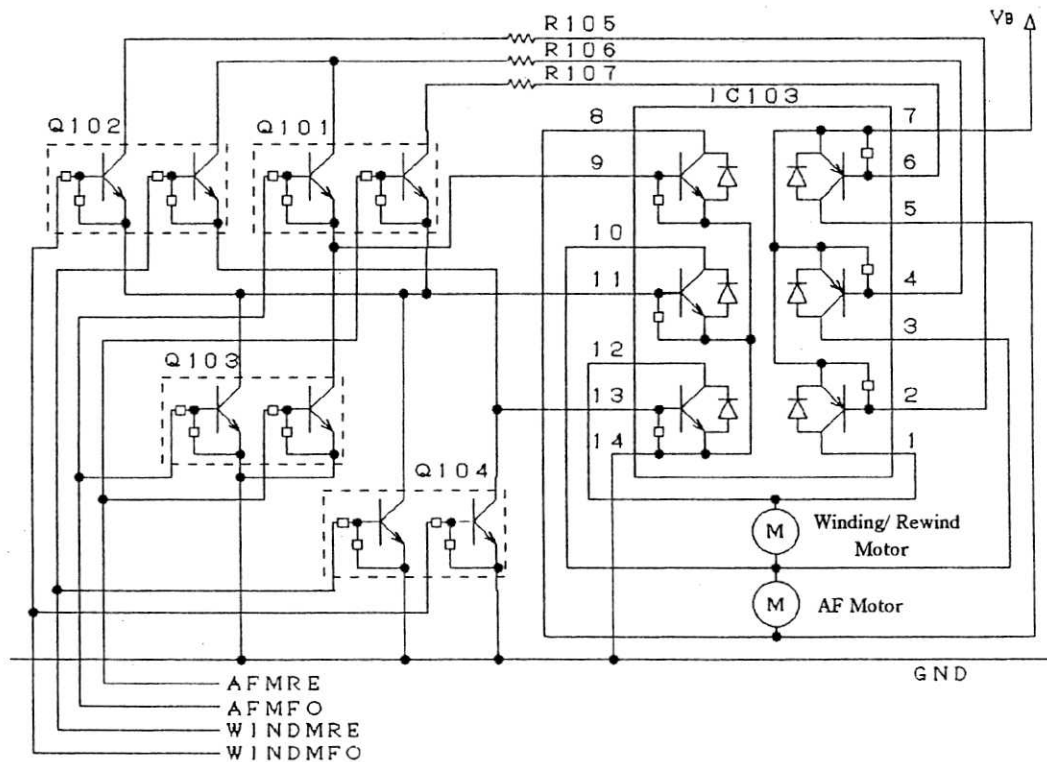 R105
VB
R106
R107
IC103
Q102
Q101
8
7
9
6
5
10
11
4
3
Q103
12
13
2
14
1
Q104
M
Winding/ Rewind
Motor
M
AF Motor
GND
AFMRE
AFMFO
WINDMRE
WINDMFO